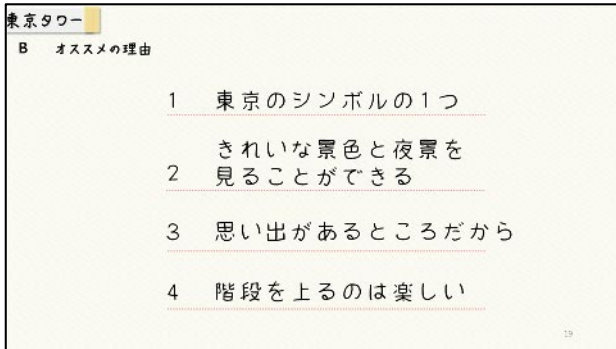 東京タワー
B オススメの理由
1 東京のシンボルの1つ
きれいな景色と夜景を
2 見ることができる
3 思い出があるところだから
4 階段を上るのは楽しい
19